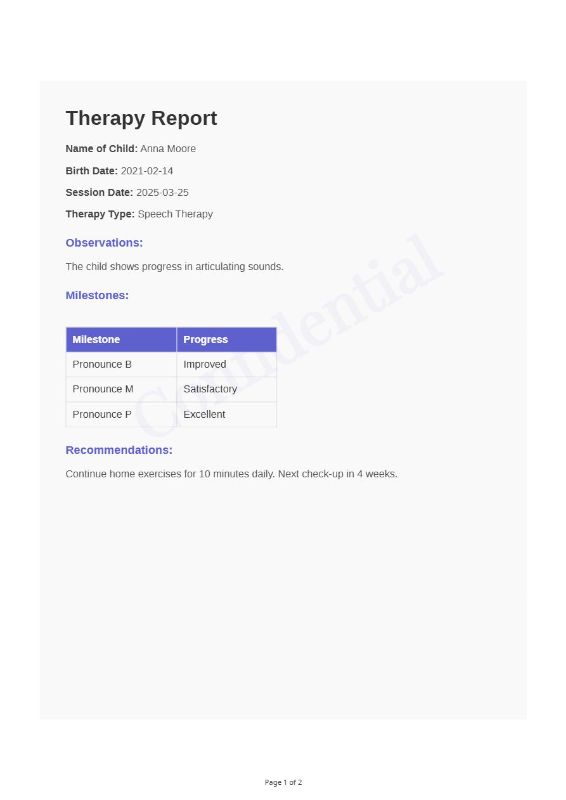 Therapy Report
Name of Child: Anna Moore
Birth Date: 2021-02-14
Session Date: 2025-03-25
Therapy Type: Speech Therapy
Observations:
The child shows progress in articulating sounds.
Milestones:
Milestone Progress
Pronounce B Improved
Pronounce M Satisfactory
Pronounce P Excellent
Recommendations:
Continue home exercises for 10 minutes daily. Next check-up in 4 weeks.
Confidential
Page 1 of 2